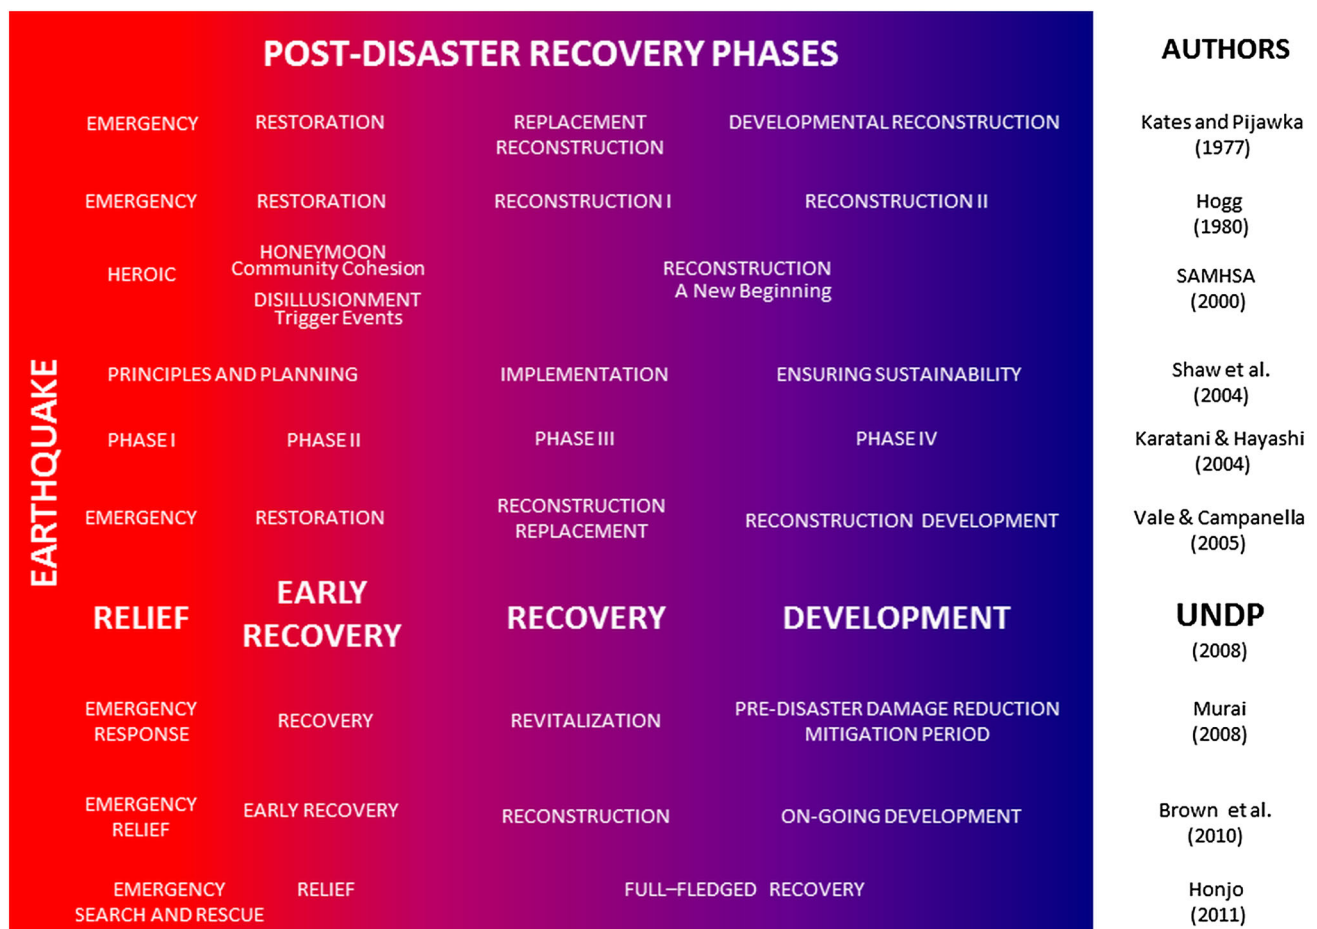 POST-DISASTER RECOVERY PHASES
AUTHORS
EARTHQUAKE
EMERGENCY
RESTORATION
REPLACEMENT
RECONSTRUCTION
DEVELOPMENTAL RECONSTRUCTION
Kates and Pijawka
(1977)
EMERGENCY
RESTORATION
RECONSTRUCTION I
RECONSTRUCTION II
Hogg
(1980)
HEROIC
HONEYMOON
Community Cohesion
DISILLUSIONMENT
Trigger Events
RECONSTRUCTION
A New Beginning
SAMHSA
(2000)
PRINCIPLES AND PLANNING
IMPLEMENTATION
ENSURING SUSTAINABILITY
Shaw et al.
(2004)
PHASE I
PHASE II
PHASE III
PHASE IV
Karatani & Hayashi
(2004)
EMERGENCY
RESTORATION
RECONSTRUCTION
REPLACEMENT
RECONSTRUCTION DEVELOPMENT
Vale & Campanella
(2005)
RELIEF
EARLY
RECOVERY
RECOVERY
DEVELOPMENT
UNDP
(2008)
EMERGENCY
RESPONSE
RECOVERY
REVITALIZATION
PRE-DISASTER DAMAGE REDUCTION
MITIGATION PERIOD
Murai
(2008)
EMERGENCY
RELIEF
EARLY RECOVERY
RECONSTRUCTION
ON-GOING DEVELOPMENT
Brown et al.
(2010)
EMERGENCY
SEARCH AND RESCUE
RELIEF
FULL–FLEDGED RECOVERY
Honjo
(2011)